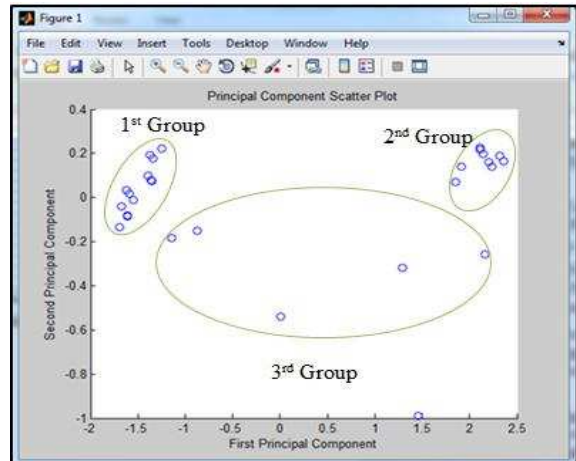 Figure 1
File Edit View Insert Tools Desktop Window Help
Principal Component Scatter Plot
1st Group
2nd Group
3rd Group
Second Principal Component
0.4
0.2
0
-0.2
-0.4
-0.6
-0.8
-1
-2 -1.5 -1 -0.5 0 0.5 1 1.5 2 2.5
First Principal Component